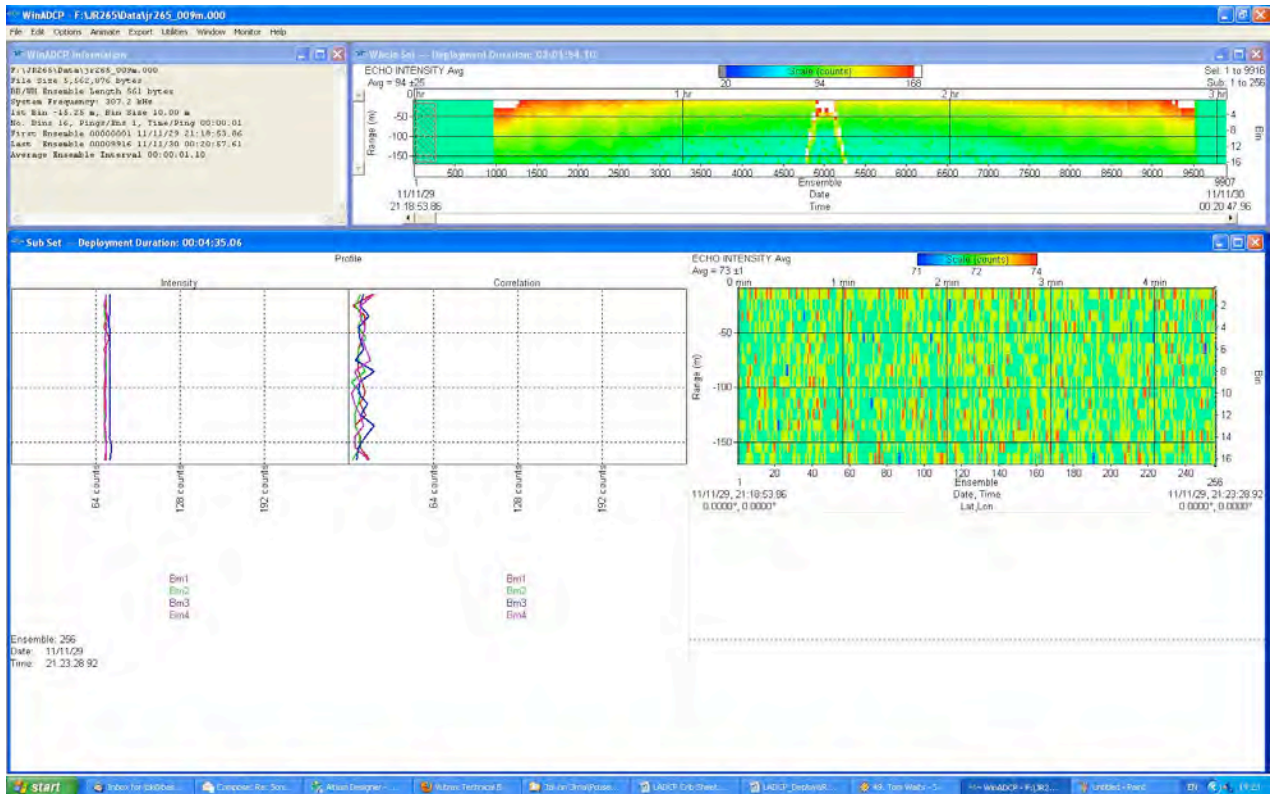 WinADCP - F:\JR265\Data\jr265_009m.000
File Edit Options Animate Export Utilities Window Monitor Help
WinADCP Information
F:\JR265\Data\jr265_009m.000
File Size 5,562,876 bytes
BB/WH Ensemble Length 561 bytes
System Frequency: 307.2 kHz
1st Bin -15.25 m, Bin Size 10.00 m
No. Bins 16, Pings/Ens 1, Time/Ping 00:00.01
First Ensemble 00000001 11/11/29 21:18:53.86
Last Ensemble 00009916 11/11/30 00:20:57.61
Average Ensemble Interval 00:00:01.10
Whole Set --- Deployment Duration: 03:01:54.10
ECHO INTENSITY Avg
Avg = 94 ±25
Scale (counts)
20 94 168
Sel: 1 to 9916
Sub: 1 to 256
0 hr 1 hr 2 hr 3 hr
Range (m)
-50
-100
-150
4
8
12
16
Bin
500 1000 1500 2000 2500 3000 3500 4000 4500 5000 5500 6000 6500 7000 7500 8000 8500 9000 9500
1 Ensemble 9907
11/11/29 Date 11/11/30
21:18:53.86 Time 00:20:47.96
Sub Set --- Deployment Duration: 00:04:35.06
Profile
Intensity Correlation
64 counts 128 counts 192 counts
64 counts 128 counts 192 counts
Bm1 Bm1
Bm2 Bm2
Bm3 Bm3
Bm4 Bm4
Ensemble: 256
Date: 11/11/29
Time: 21:23:28.92
ECHO INTENSITY Avg
Avg = 73 ±1
Scale (counts)
71 72 74
0 min 1 min 2 min 3 min 4 min
Range (m)
-50
-100
-150
2
4
6
8
10
12
14
16
Bin
20 40 60 80 100 120 140 160 180 200 220 240
1 Ensemble 256
11/11/29, 21:18:53.86 Date, Time 11/11/29, 21:23:28.92
0.0000°, 0.0000° Lat,Lon 0.0000°, 0.0000°
start Inbox for Compose: Re: Artisan Designer - LADCP Crib Sheet 49. Tom Waits - S... WinADCP - F:\JR2... untitled - Paint EN 19:21